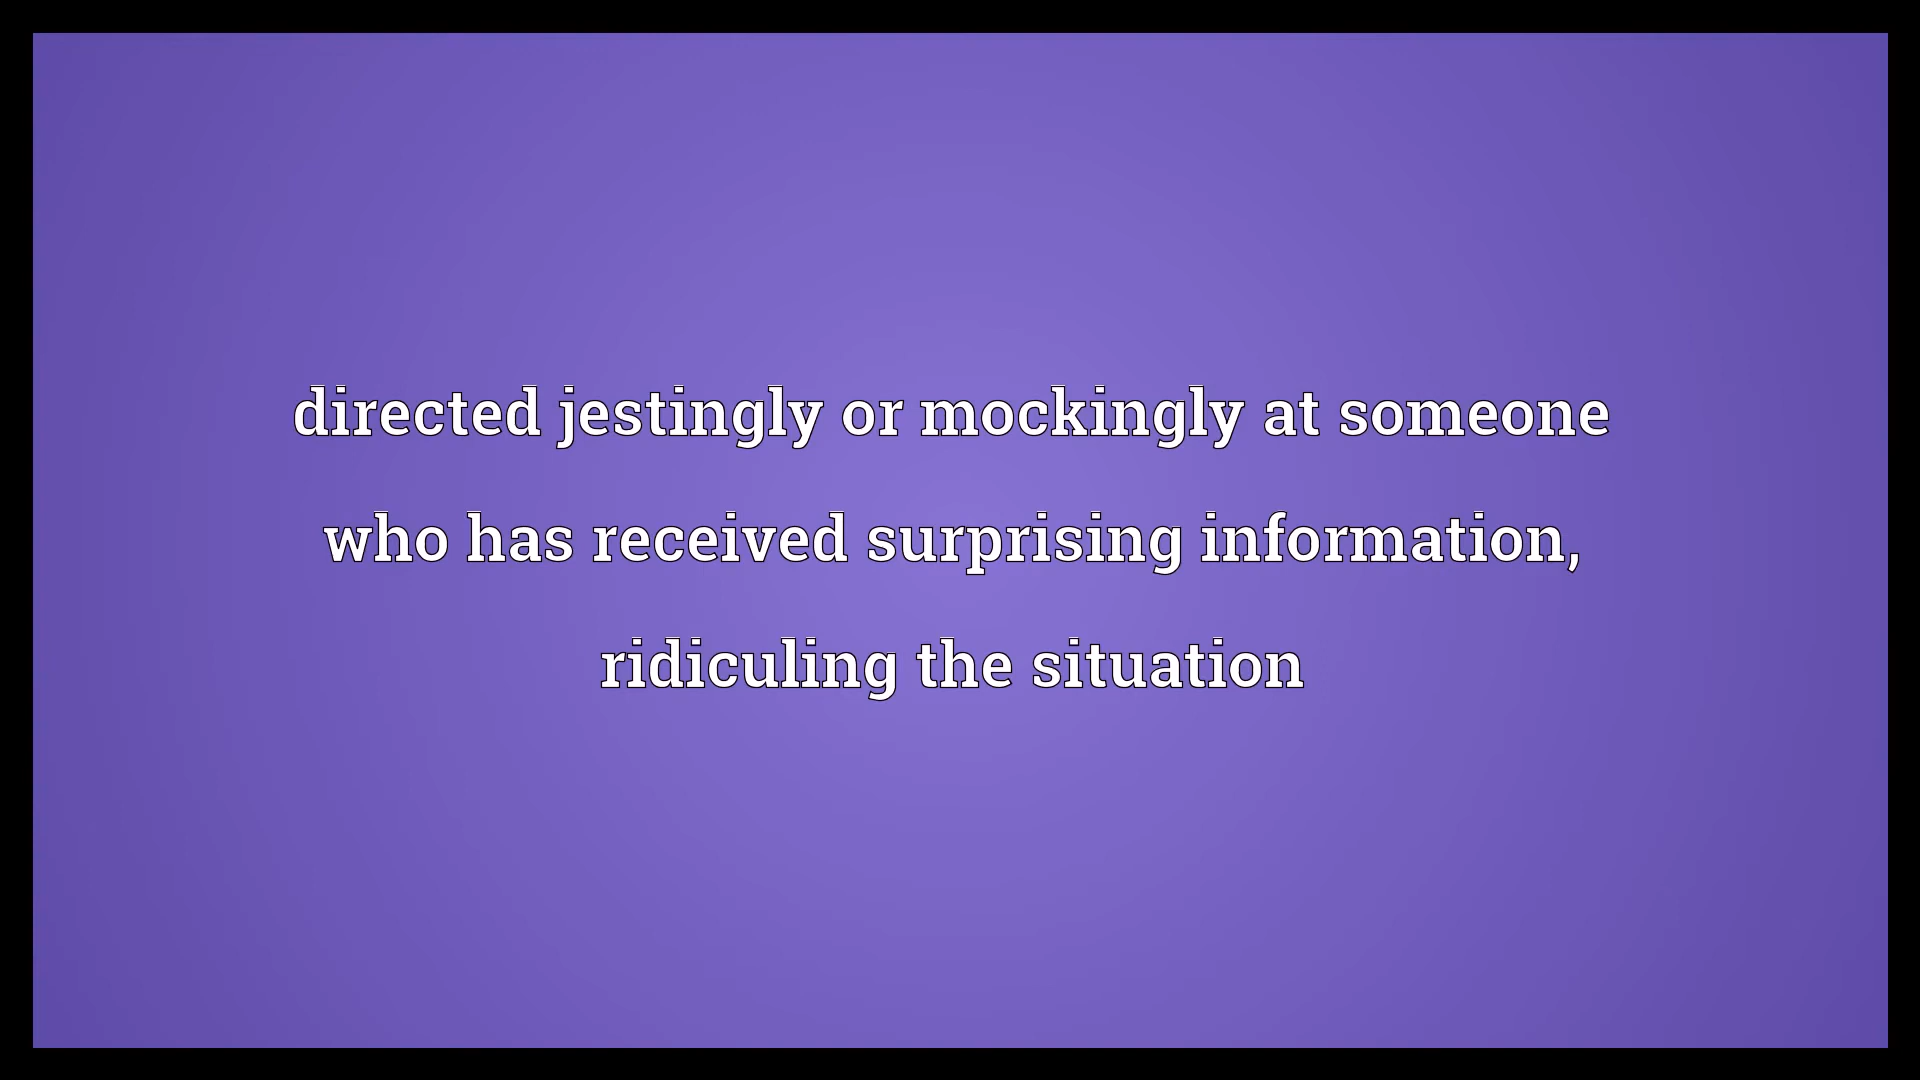 directed jestingly or mockingly at someone
who has received surprising information,
ridiculing the situation